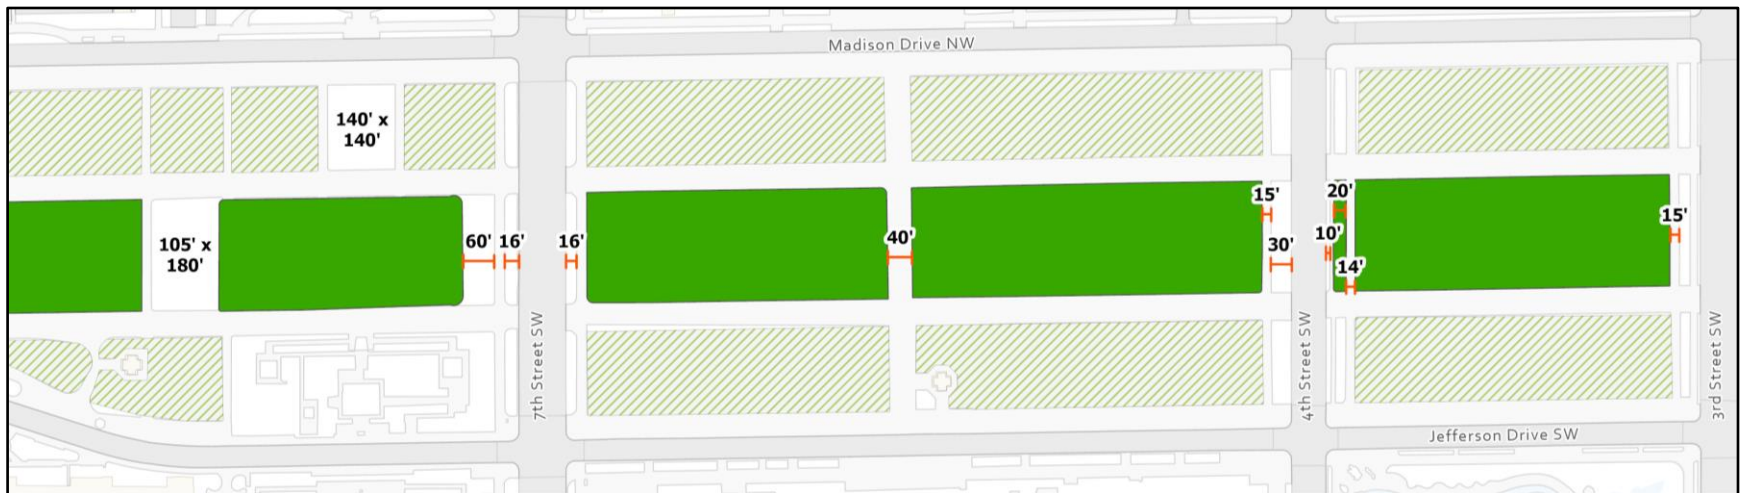 Madison Drive NW
140' x
140'
105' x
180'
60'
16'
16'
40'
15'
30'
20'
10'
14'
15'
7th Street SW
4th Street SW
3rd Street SW
Jefferson Drive SW